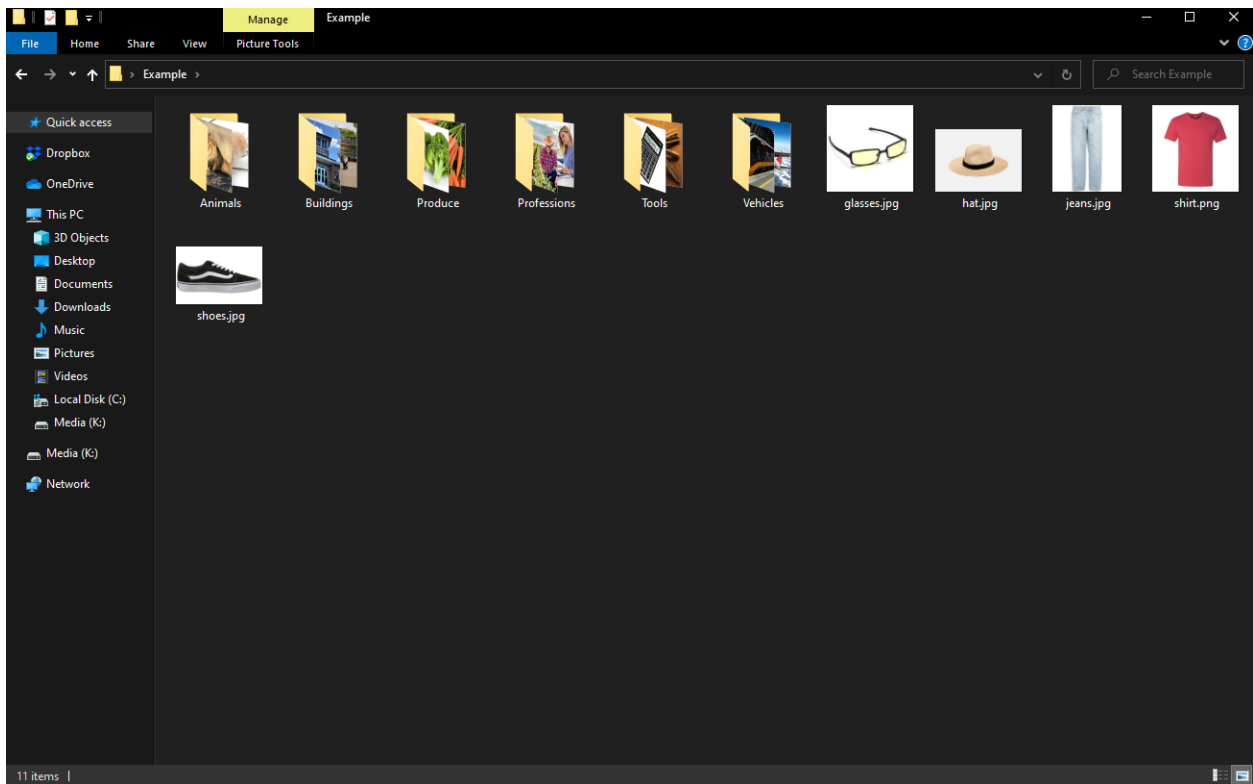 Manage Example
File Home Share View Picture Tools
?
› Example ›
Search Example
Quick access
Dropbox
OneDrive
This PC
3D Objects
Desktop
Documents
Downloads
Music
Pictures
Videos
Local Disk (C:)
Media (K:)
Media (K:)
Network
Animals Buildings Produce Professions Tools Vehicles glasses.jpg hat.jpg jeans.jpg shirt.png
shoes.jpg
11 items